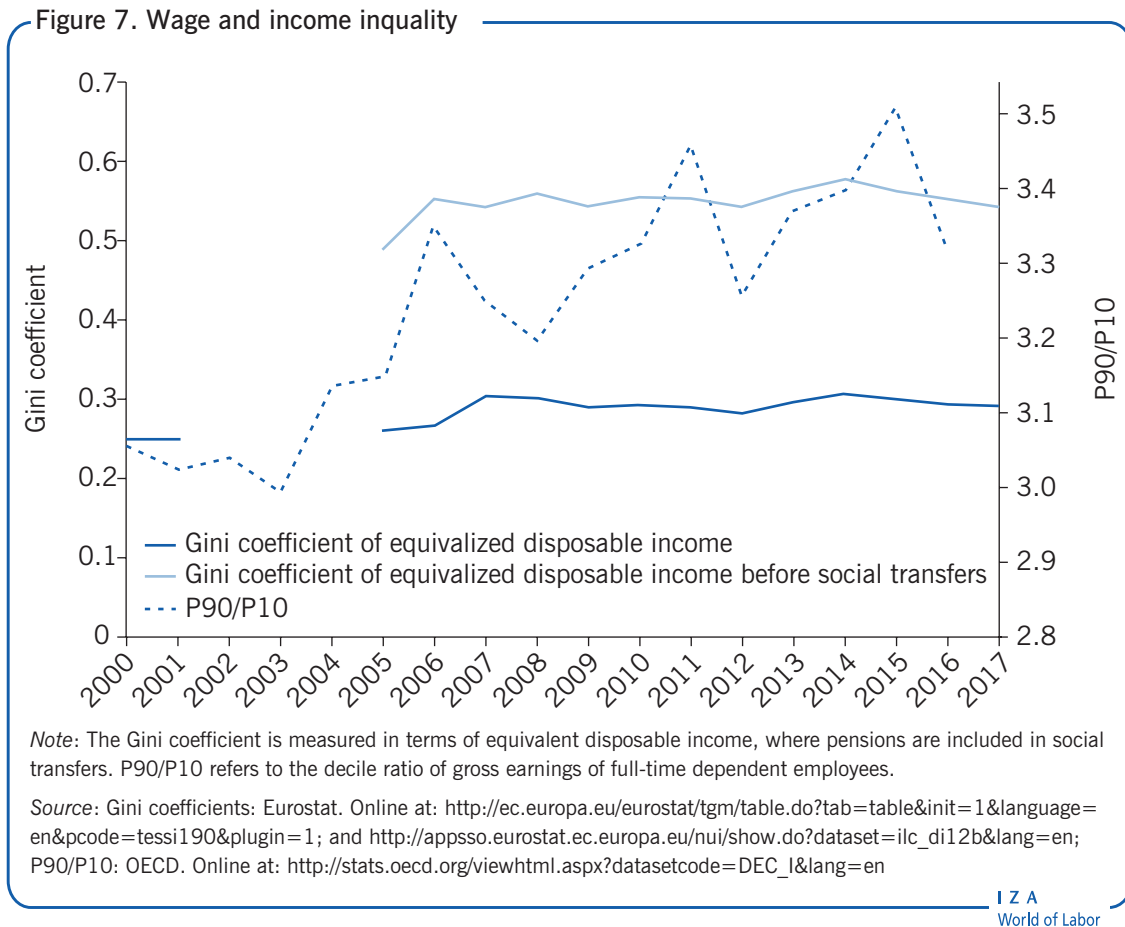 Figure 7. Wage and income inquality
0.7
0.6
0.5
0.4
0.3
0.2
0.1
0
Gini coefficient
3.5
3.4
3.3
3.2
3.1
3.0
2.9
2.8
P90/P10
Gini coefficient of equivalized disposable income
Gini coefficient of equivalized disposable income before social transfers
P90/P10
2000
2001
2002
2003
2004
2005
2006
2007
2008
2009
2010
2011
2012
2013
2014
2015
2016
2017
Note: The Gini coefficient is measured in terms of equivalent disposable income, where pensions are included in social
transfers. P90/P10 refers to the decile ratio of gross earnings of full-time dependent employees.
Source: Gini coefficients: Eurostat. Online at: http://ec.europa.eu/eurostat/tgm/table.do?tab=table&init=1&language=
en&pcode=tessi190&plugin=1; and http://appsso.eurostat.ec.europa.eu/nui/show.do?dataset=ilc_di12b&lang=en;
P90/P10: OECD. Online at: http://stats.oecd.org/viewhtml.aspx?datasetcode=DEC_I&lang=en
I Z A
World of Labor